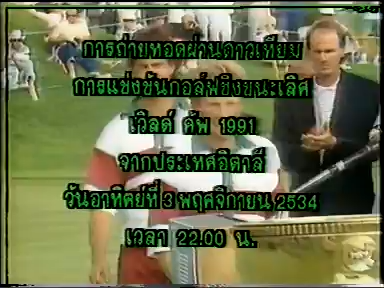 การถ่ายทอดผ่านดาวเทียม
การแข่งขันกอล์ฟชิงชนะเลิศ
เวิลด์ คัพ 1991
จากประเทศอิตาลี
วันอาทิตย์ที่ 3 พฤศจิกายน 2534
เวลา 22.00 น.